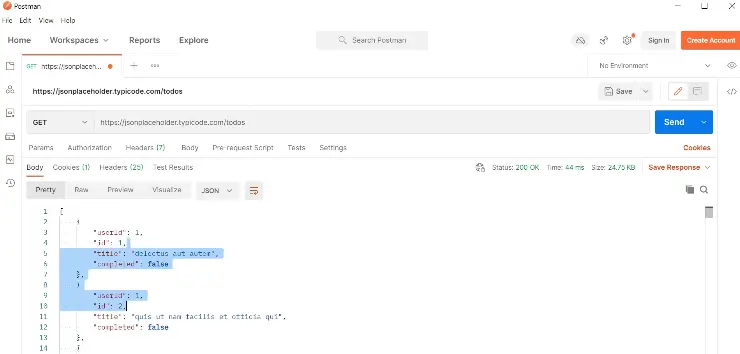 Postman
File Edit View Help
Home Workspaces Reports Explore Search Postman Sign In Create Account
GET https://jsonplaceh... No Environment
https://jsonplaceholder.typicode.com/todos Save
GET https://jsonplaceholder.typicode.com/todos Send
Params Authorization Headers (7) Body Pre-request Script Tests Settings Cookies
Body Cookies (1) Headers (25) Test Results Status: 200 OK Time: 44 ms Size: 24.75 KB Save Response
Pretty Raw Preview Visualize JSON
1 [
2 {
3 "userId": 1,
4 "id": 1,
5 "title": "delectus aut autem",
6 "completed": false
7 },
8 {
9 "userId": 1,
10 "id": 2,
11 "title": "quis ut nam facilis et officia qui",
12 "completed": false
13 },
14 {